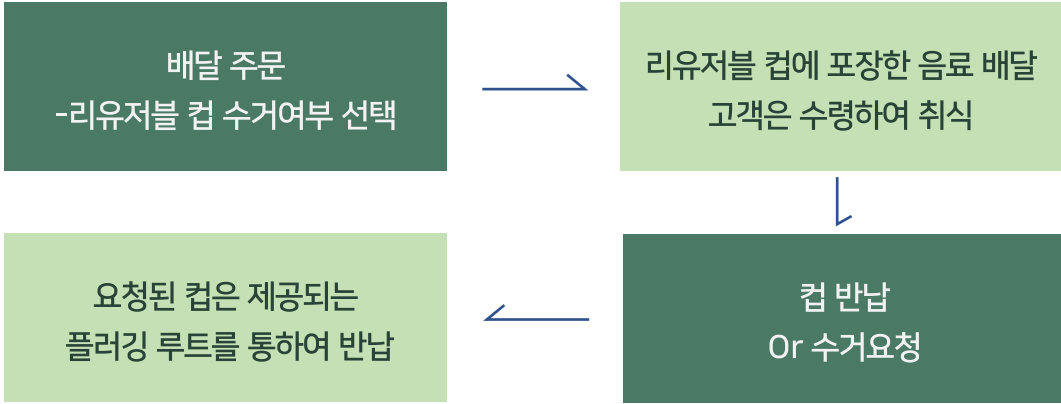 배달 주문
-리유저블 컵 수거여부 선택
리유저블 컵에 포장한 음료 배달
고객은 수령하여 취식
컵 반납
Or 수거요청
요청된 컵은 제공되는
플러깅 루트를 통하여 반납